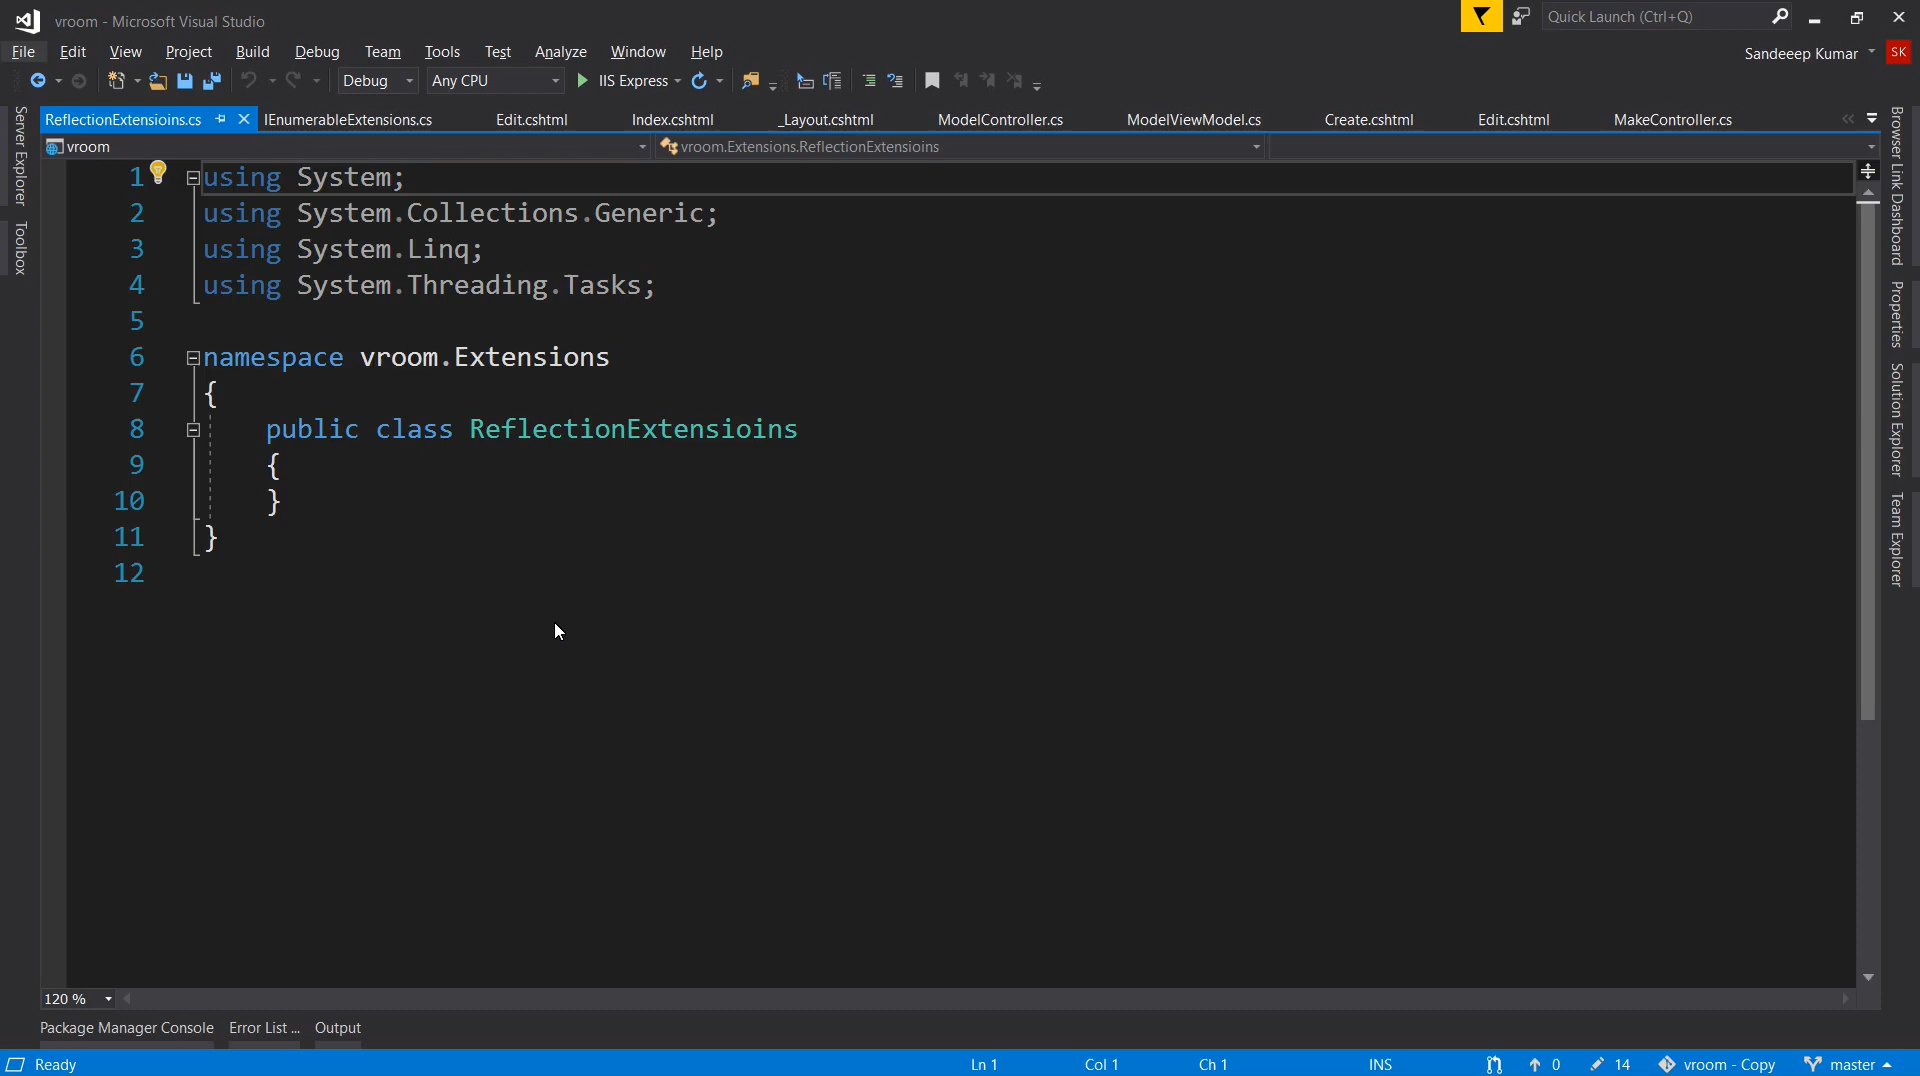 vroom - Microsoft Visual Studio
Quick Launch (Ctrl+Q)
File Edit View Project Build Debug Team Tools Test Analyze Window Help
Sandeeep Kumar SK
Debug Any CPU IIS Express
ReflectionExtensioins.cs IEnumerableExtensions.cs Edit.cshtml Index.cshtml _Layout.cshtml ModelController.cs ModelViewModel.cs Create.cshtml Edit.cshtml MakeController.cs
vroom vroom.Extensions.ReflectionExtensioins
Server Explorer
Toolbox
1 using System;
2 using System.Collections.Generic;
3 using System.Linq;
4 using System.Threading.Tasks;
5
6 namespace vroom.Extensions
7 {
8 public class ReflectionExtensioins
9 {
10 }
11 }
12
Browser Link Dashboard
Properties
Solution Explorer
Team Explorer
120 %
Package Manager Console Error List ... Output
Ready Ln 1 Col 1 Ch 1 INS 0 14 vroom - Copy master